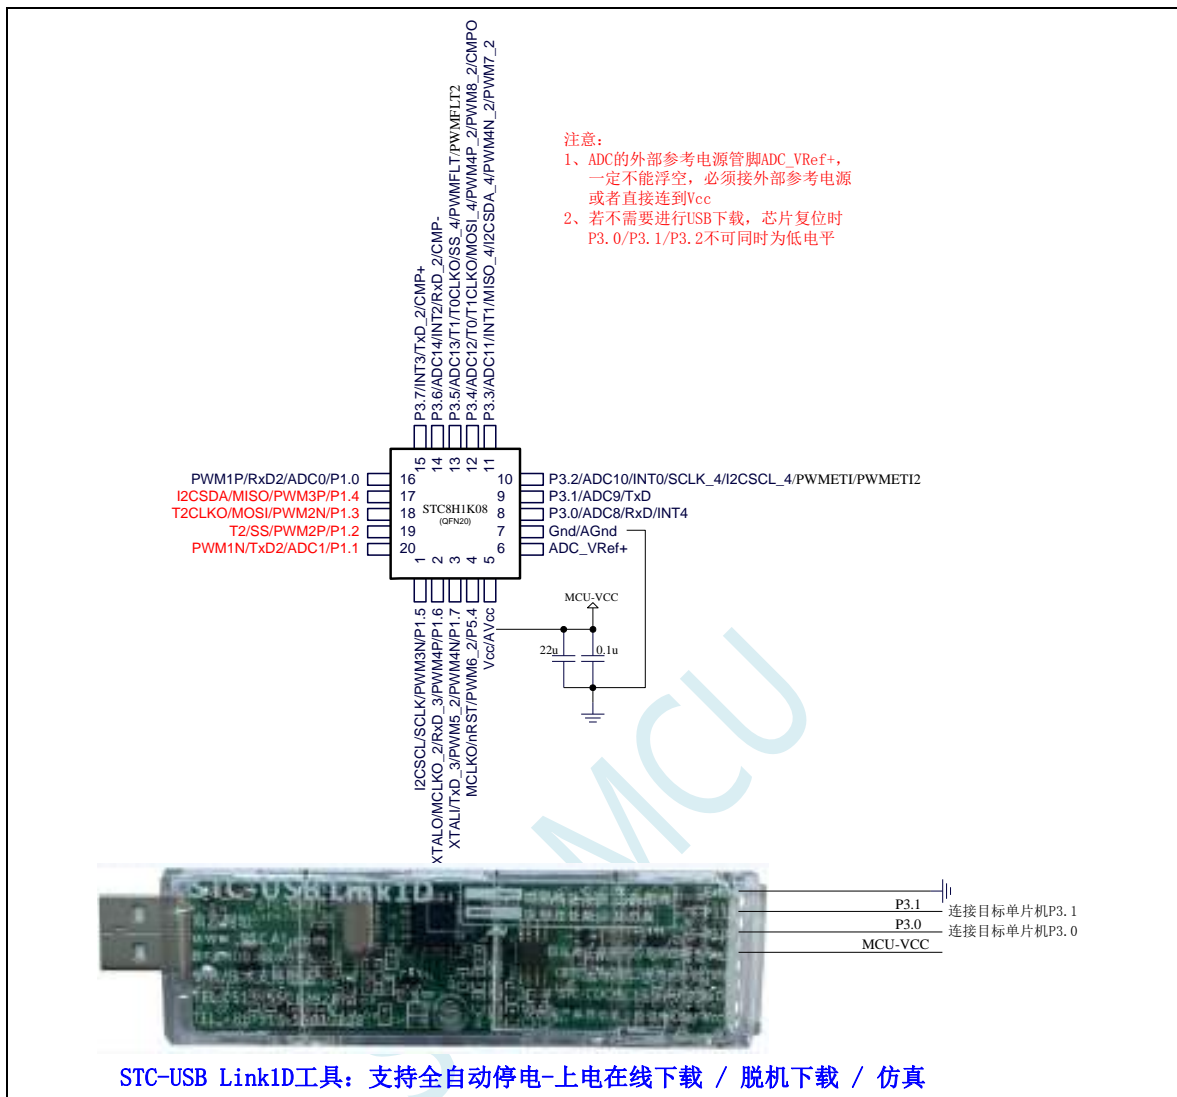 P3.7/INT3/TxD_2/CMP+
P3.6/ADC14/INT2/RxD_2/CMP-
P3.5/ADC13/T1/T0CLKO/SS_4/PWMFLT/PWMFLT2
P3.4/ADC12/T0/T1CLKO/MOSI_4/PWM4P_2/PWM8_2/CMPO
P3.3/ADC11/INT1/MISO_4/I2CSDA_4/PWM4N_2/PWM7_2
注意:
1、ADC的外部参考电源管脚ADC_VRef+,
一定不能浮空，必须接外部参考电源
或者直接连到Vcc
2、若不需要进行USB下载，芯片复位时
P3.0/P3.1/P3.2不可同时为低电平
15 14 13 12 11
PWM1P/RxD2/ADC0/P1.0 16
I2CSDA/MISO/PWM3P/P1.4 17
T2CLKO/MOSI/PWM2N/P1.3 18
T2/SS/PWM2P/P1.2 19
PWM1N/TxD2/ADC1/P1.1 20
STC8H1K08
(QFN20)
10 P3.2/ADC10/INT0/SCLK_4/I2CSCL_4/PWMETI/PWMETI2
9 P3.1/ADC9/TxD
8 P3.0/ADC8/RxD/INT4
7 Gnd/AGnd
6 ADC_VRef+
1 2 3 4 5
I2CSCL/SCLK/PWM3N/P1.5
XTALO/MCLKO_2/RxD_3/PWM4P/P1.6
XTALI/TxD_3/PWM5_2/PWM4N/P1.7
MCLKO/nRST/PWM6_2/P5.4
Vcc/AVcc
MCU-VCC
22u 0.1u
MCU
STC-USB Link1D
P3.1 连接目标单片机P3.1
P3.0 连接目标单片机P3.0
MCU-VCC
STC-USB Link1D工具: 支持全自动停电-上电在线下载 / 脱机下载 / 仿真